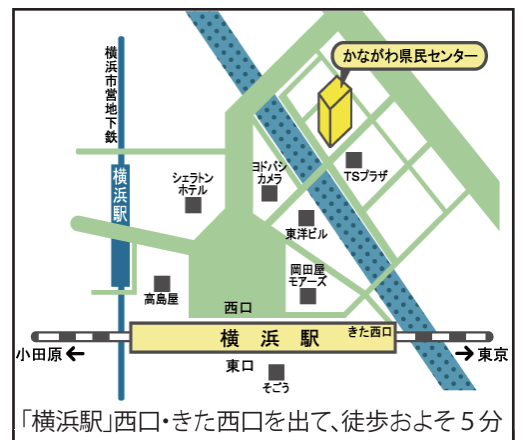 かながわ県民センター
横浜市営地下鉄
ヨドバシ
カメラ
シェラトン
ホテル
TSプラザ
横浜駅
東洋ビル
岡田屋
モアーズ
高島屋
西口
横浜駅
きた西口
小田原←
→東京
東口
そごう
「横浜駅」西口・きた西口を出て、徒歩およそ5分